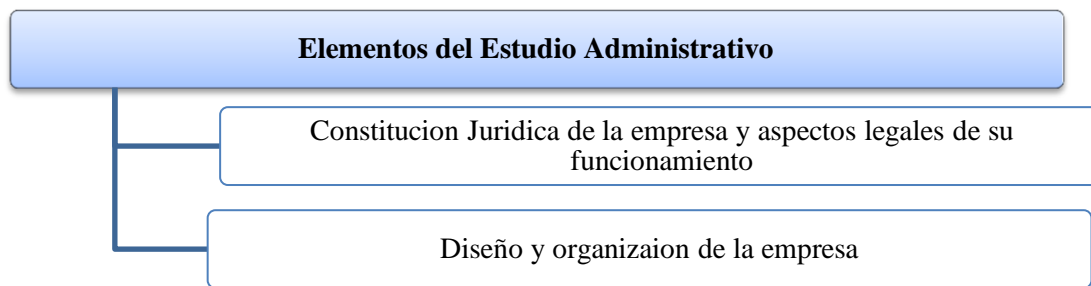 Elementos del Estudio Administrativo
Constitucion Juridica de la empresa y aspectos legales de su
funcionamiento
Diseño y organizaion de la empresa